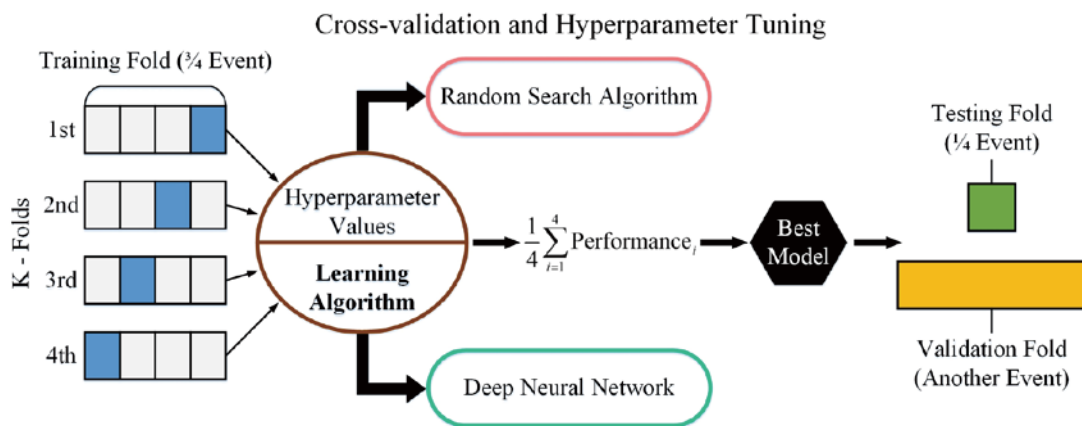 Cross-validation and Hyperparameter Tuning
Training Fold (¾ Event)
K - Folds
1st
2nd
3rd
4th
Random Search Algorithm
Hyperparameter
Values
Learning
Algorithm
Deep Neural Network
1/4 ∑_{i=1}^{4} Performance_i
Best
Model
Testing Fold
(¼ Event)
Validation Fold
(Another Event)